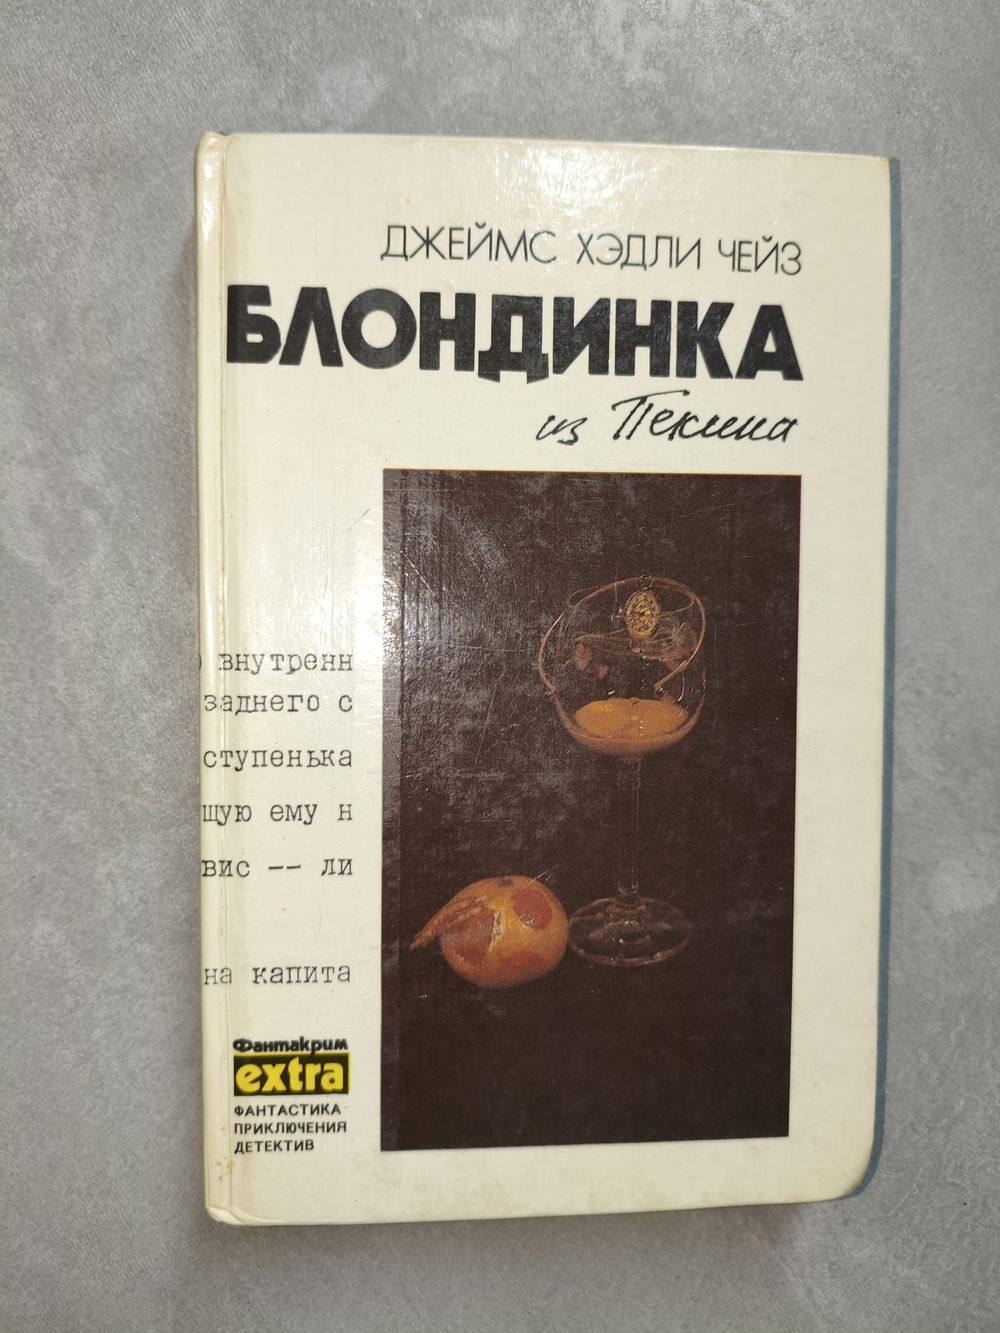 ДЖЕЙМС ХЭДЛИ ЧЕЙЗ
БЛОНДИНКА
из Пекина
внутренн
заднего с
ступенька
щую ему н
вис -- ли
на капита
Фантакрим
extra
ФАНТАСТИКА
ПРИКЛЮЧЕНИЯ
ДЕТЕКТИВ